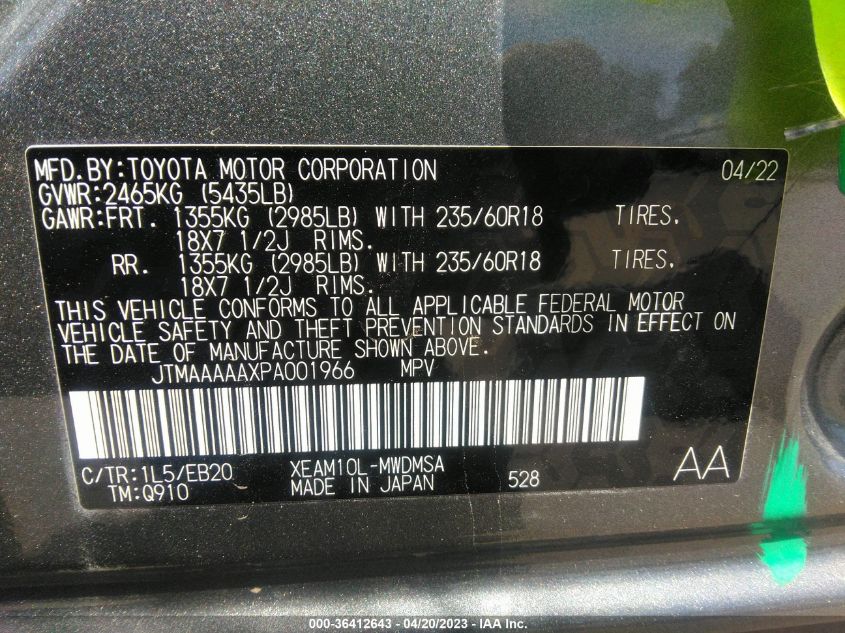 MFD.BY:TOYOTA MOTOR CORPORATION 04/22
GVWR:2465KG (5435LB)
GAWR:FRT. 1355KG (2985LB) WITH 235/60R18 TIRES.
18X7 1/2J RIMS.
RR. 1355KG (2985LB) WITH 235/60R18 TIRES.
18X7 1/2J RIMS.
THIS VEHICLE CONFORMS TO ALL APPLICABLE FEDERAL MOTOR
VEHICLE SAFETY AND THEFT PREVENTION STANDARDS IN EFFECT ON
THE DATE OF MANUFACTURE SHOWN ABOVE.
JTMAAAAAXPA001966 MPV
C/TR:1L5/EB20 XEAM10L-MWDMSA AA
TM:Q910 MADE IN JAPAN 528
000-36412643 / 04/20/2023 - IAA Inc.